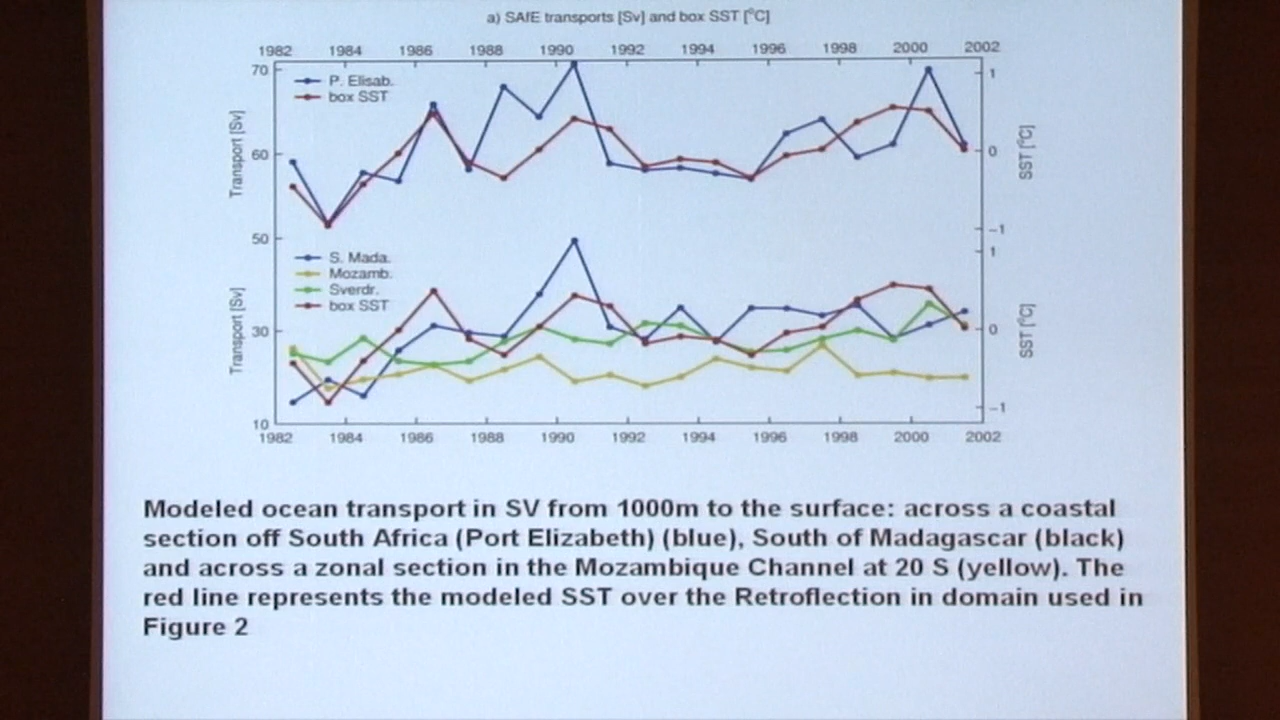 a) SAfE transports [Sv] and box SST [°C]
1982 1984 1986 1988 1990 1992 1994 1996 1998 2000 2002
70
60
50
Transport [Sv]
P. Elisab.
box SST
1
0
-1
SST [°C]
30
10
Transport [Sv]
S. Mada.
Mozamb.
Sverdr.
box SST
1
0
-1
SST [°C]
1982 1984 1986 1988 1990 1992 1994 1996 1998 2000 2002
Modeled ocean transport in SV from 1000m to the surface: across a coastal
section off South Africa (Port Elizabeth) (blue), South of Madagascar (black)
and across a zonal section in the Mozambique Channel at 20 S (yellow). The
red line represents the modeled SST over the Retroflection in domain used in
Figure 2